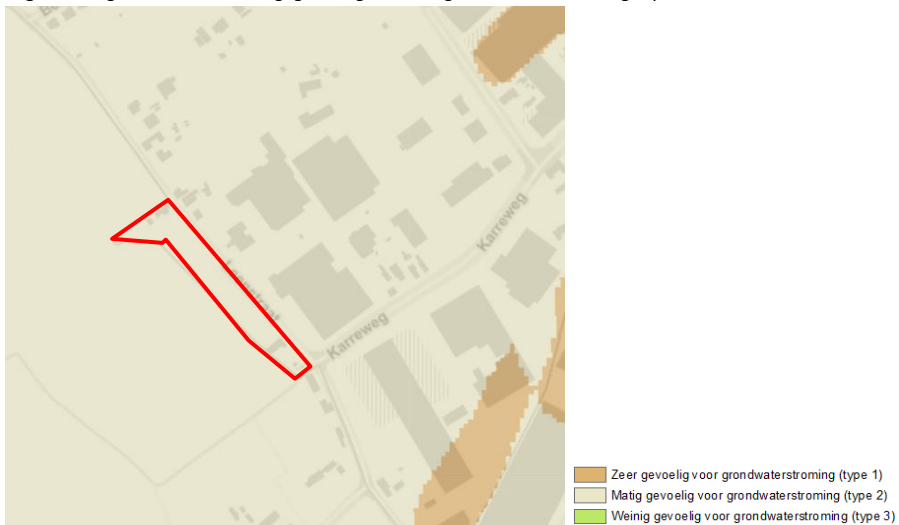 Karreweg
Karreweg
Zeer gevoelig voor grondwaterstroming (type 1)
Matig gevoelig voor grondwaterstroming (type 2)
Weinig gevoelig voor grondwaterstroming (type 3)